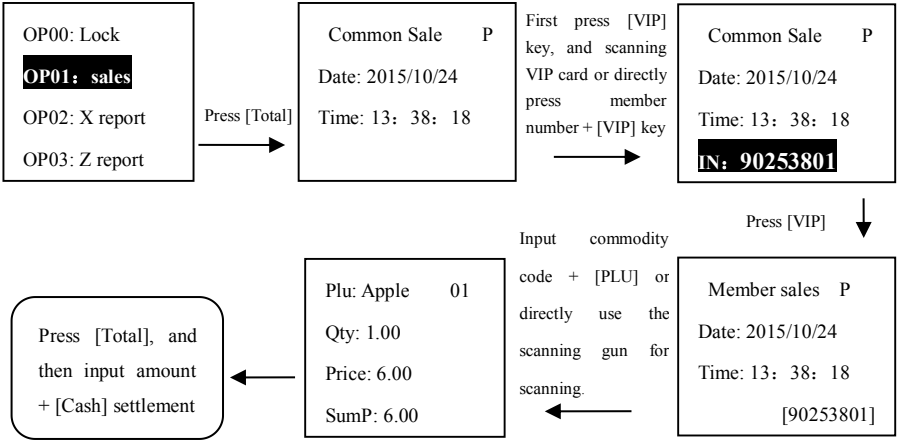 OP00: Lock
OP01：sales
OP02: X report
OP03: Z report
Press [Total]
Common Sale P
Date: 2015/10/24
Time: 13：38：18
First press [VIP]
key, and scanning
VIP card or directly
press member
number + [VIP] key
Common Sale P
Date: 2015/10/24
Time: 13：38：18
IN：90253801
Press [VIP]
Member sales P
Date: 2015/10/24
Time: 13：38：18
[90253801]
Input commodity
code + [PLU] or
directly use the
scanning gun for
scanning.
Plu: Apple 01
Qty: 1.00
Price: 6.00
SumP: 6.00
Press [Total], and
then input amount
+ [Cash] settlement